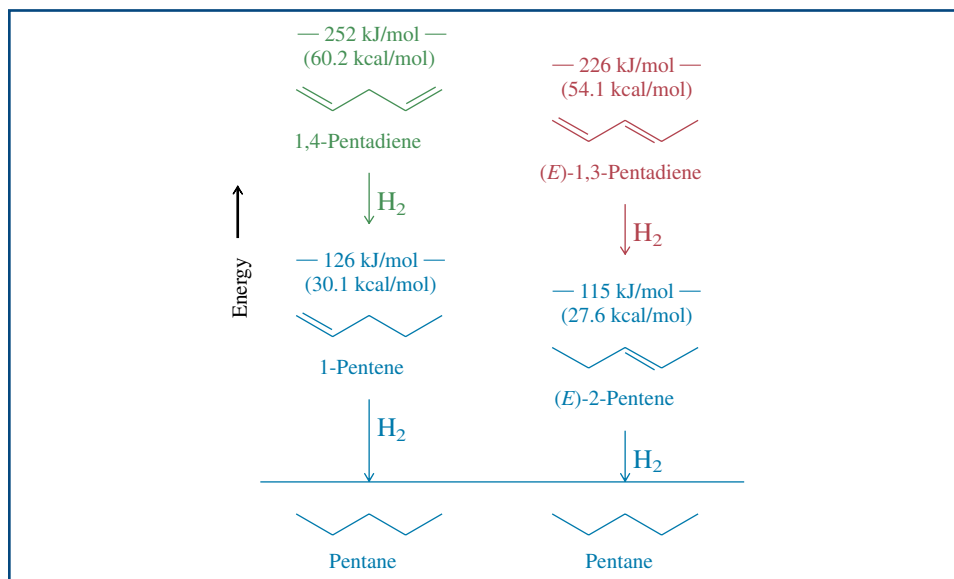 252 kJ/mol
(60.2 kcal/mol)
1,4-Pentadiene
H2
126 kJ/mol
(30.1 kcal/mol)
1-Pentene
H2
Pentane
226 kJ/mol
(54.1 kcal/mol)
(E)-1,3-Pentadiene
H2
115 kJ/mol
(27.6 kcal/mol)
(E)-2-Pentene
H2
Pentane
Energy